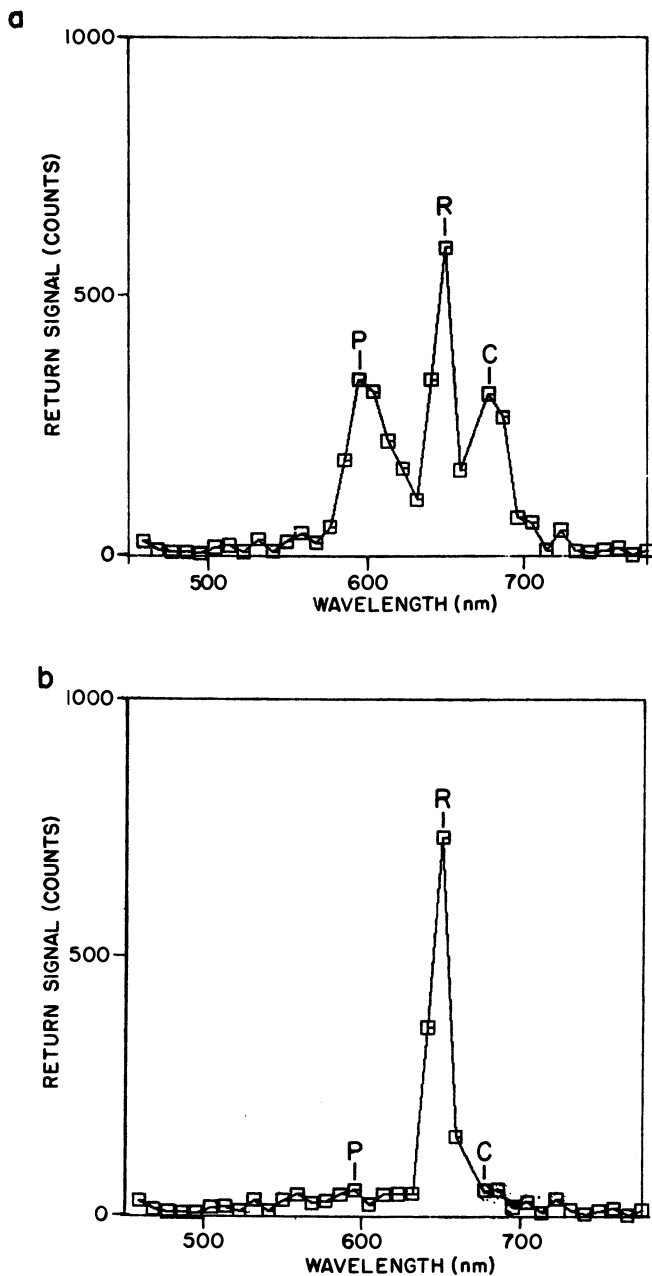 a
1000
RETURN SIGNAL (COUNTS)
R
500
P
C
0
500
600
700
WAVELENGTH (nm)
b
1000
RETURN SIGNAL (COUNTS)
R
500
P
C
0
500
600
700
WAVELENGTH (nm)